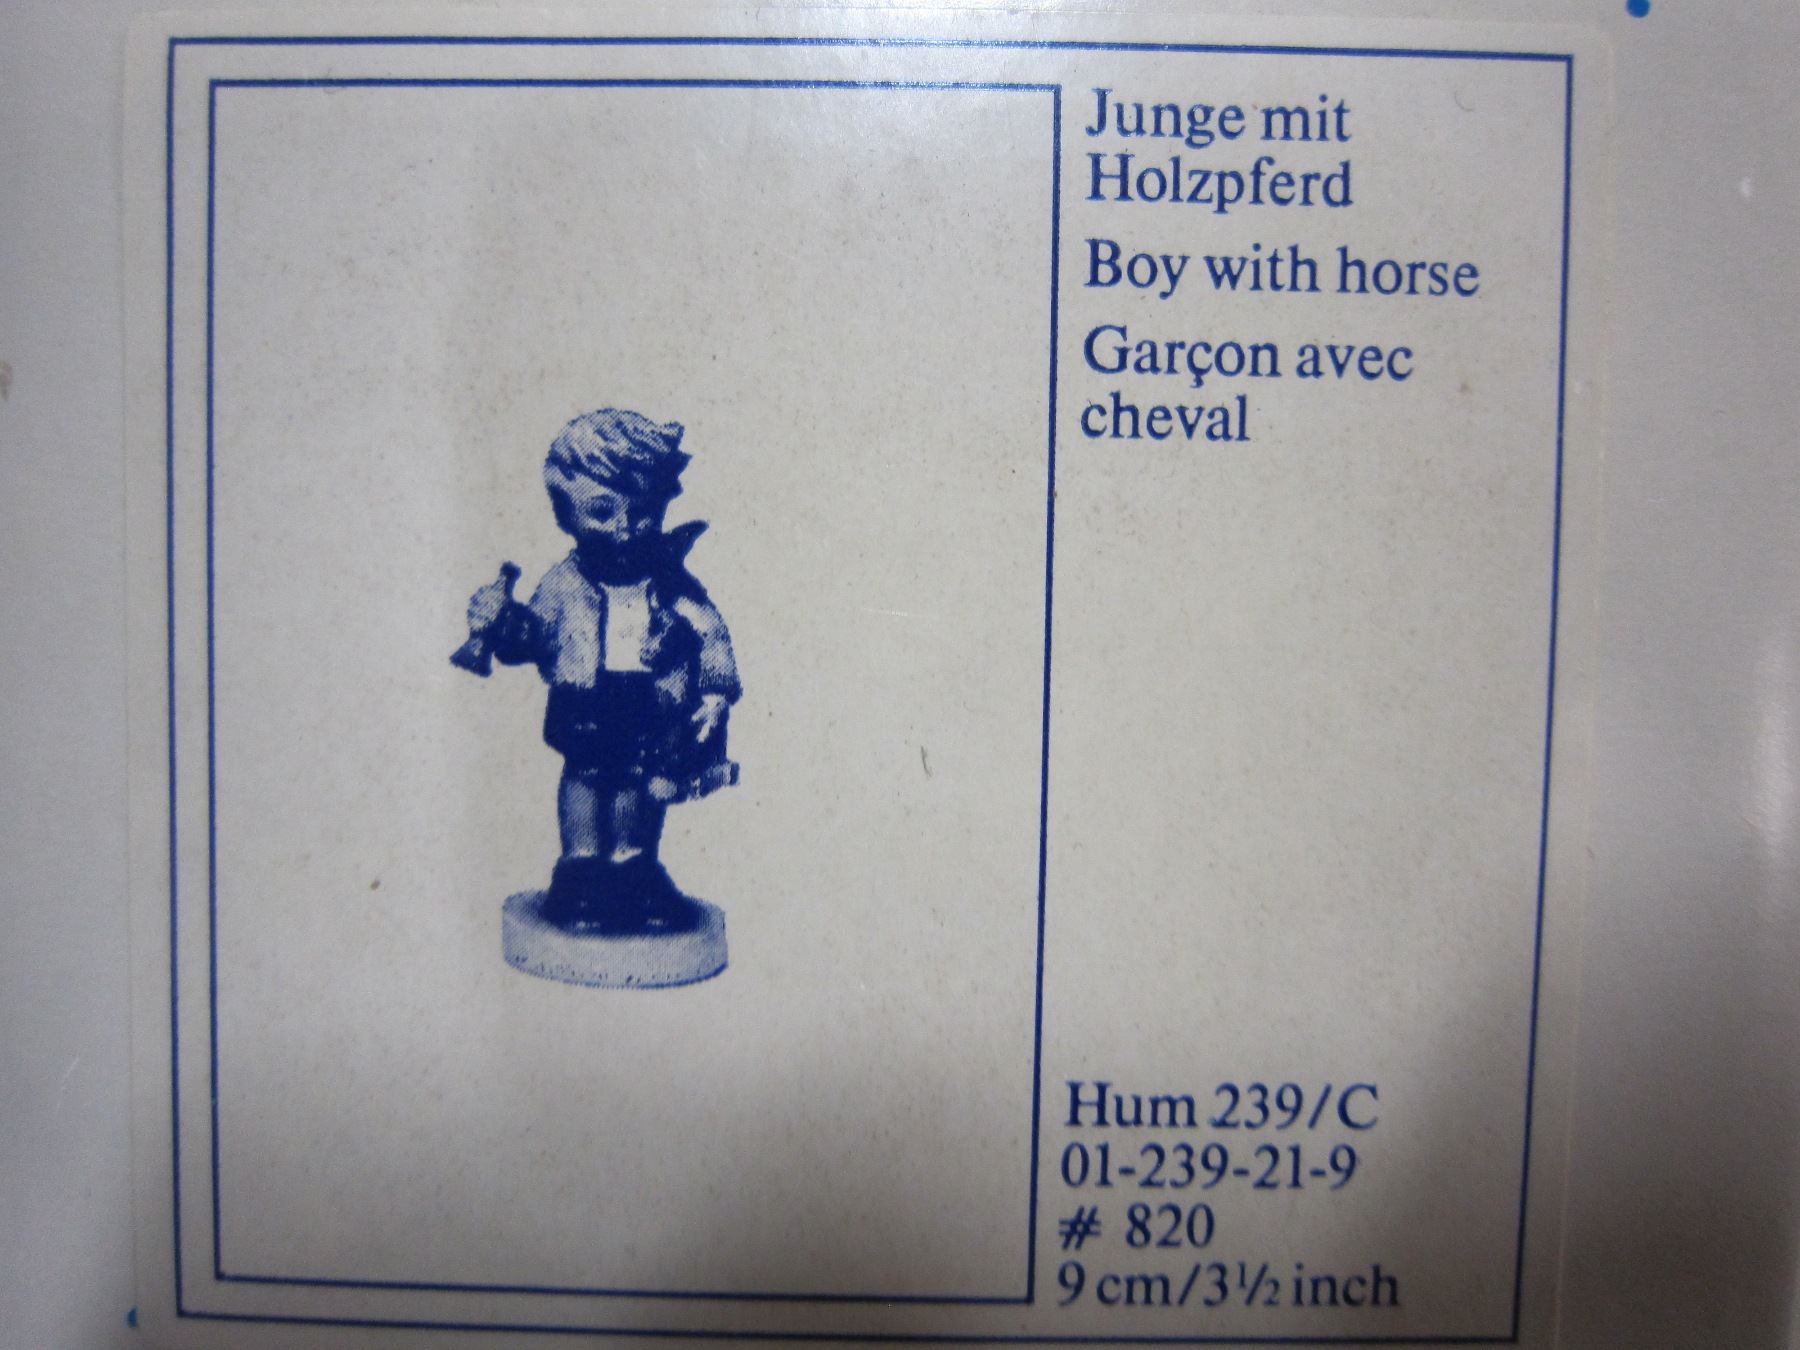 Junge mit
Holzpferd
Boy with horse
Garçon avec
cheval
Hum 239/C
01-239-21-9
# 820
9 cm/3½ inch